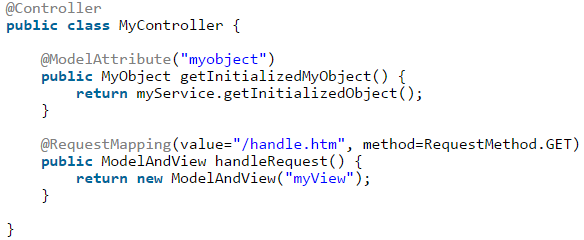 @Controller
public class MyController {
@ModelAttribute("myobject")
public MyObject getInitializedMyObject() {
return myService.getInitializedObject();
}
@RequestMapping(value="/handle.htm", method=RequestMethod.GET)
public ModelAndView handleRequest() {
return new ModelAndView("myView");
}
}